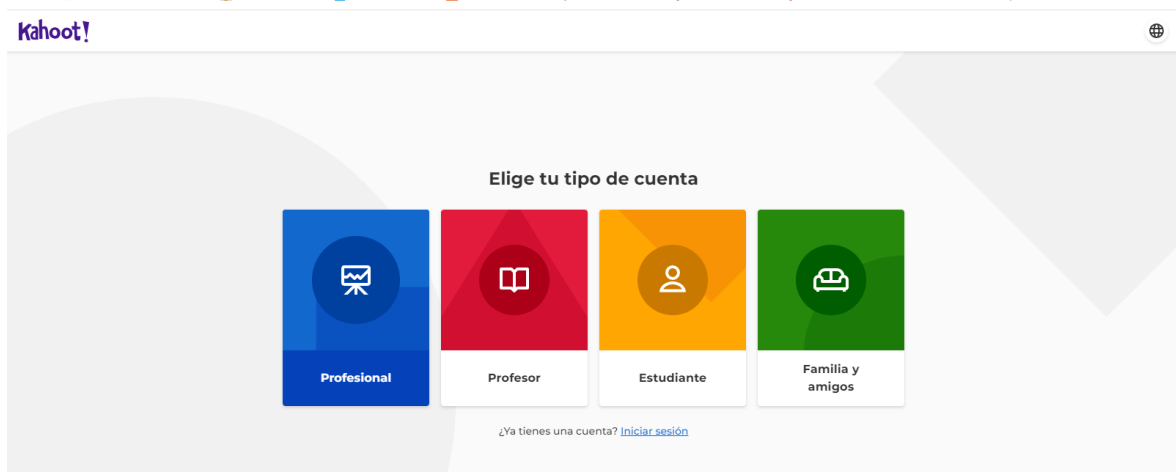 Kahoot!
Elige tu tipo de cuenta
Profesional
Profesor
Estudiante
Familia y
amigos
¿Ya tienes una cuenta? Iniciar sesión